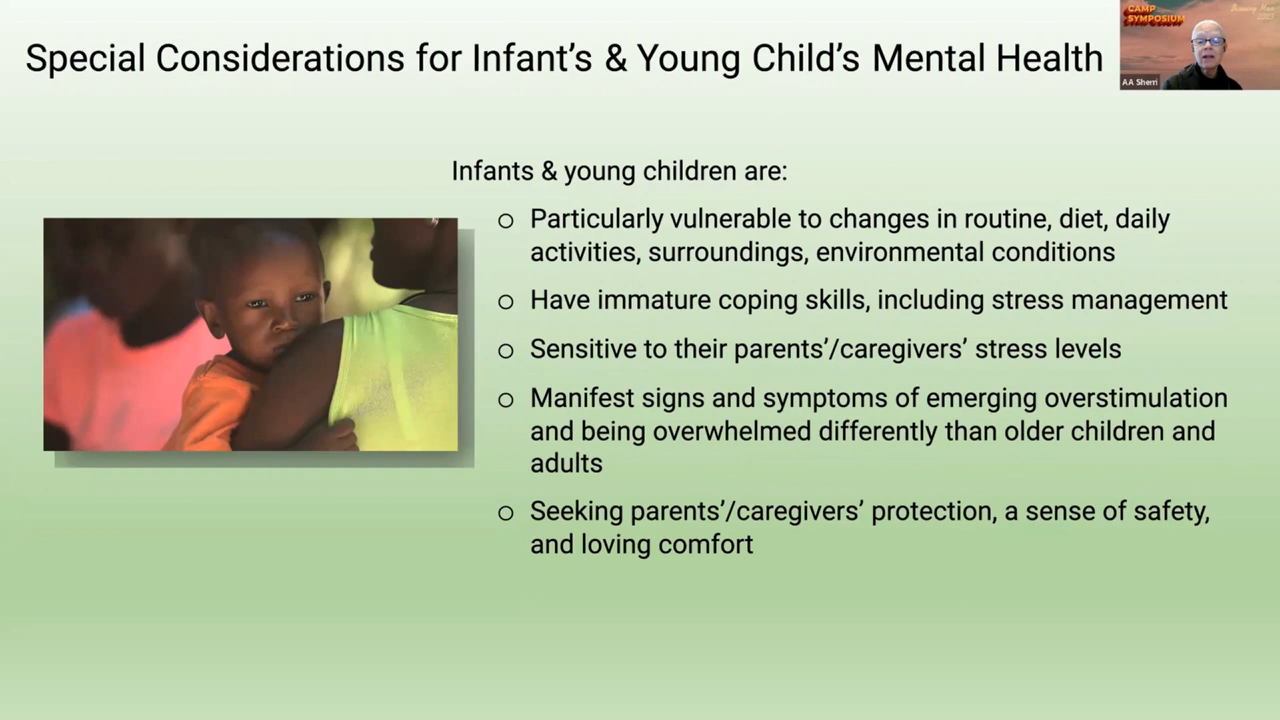 Special Considerations for Infant’s & Young Child’s Mental Health
CAMP
SYMPOSIUM
Burning Man
AA Sherri
Infants & young children are:
○ Particularly vulnerable to changes in routine, diet, daily
activities, surroundings, environmental conditions
○ Have immature coping skills, including stress management
○ Sensitive to their parents’/caregivers’ stress levels
○ Manifest signs and symptoms of emerging overstimulation
and being overwhelmed differently than older children and
adults
○ Seeking parents’/caregivers’ protection, a sense of safety,
and loving comfort